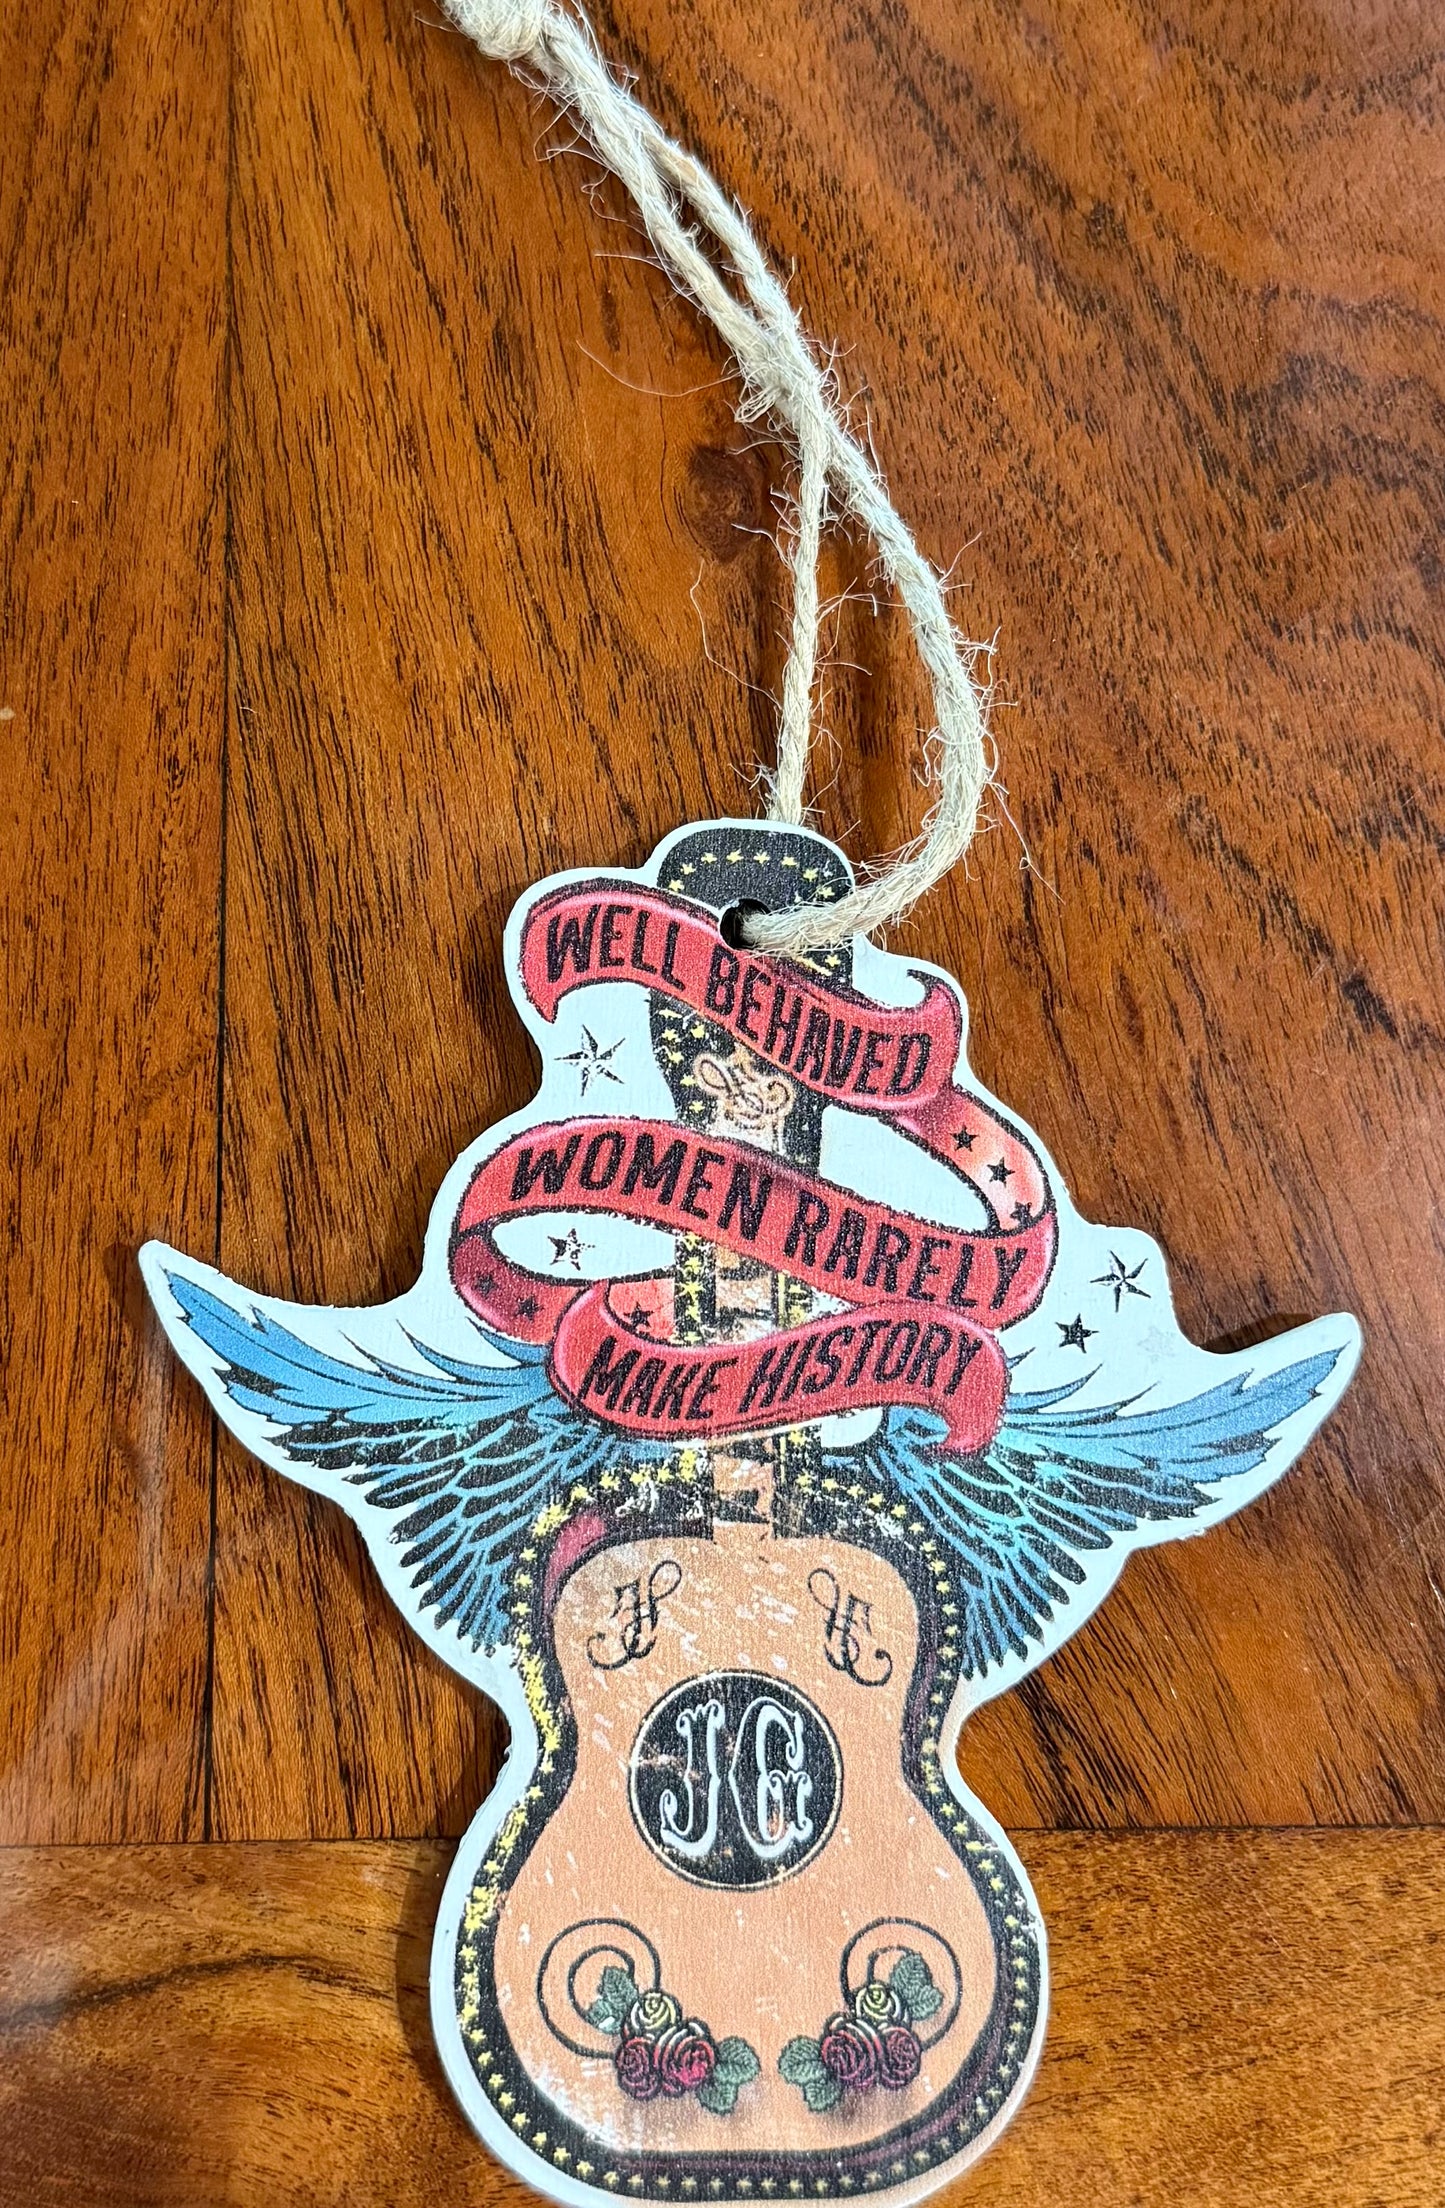 WELL BEHAVED
WOMEN RARELY
MAKE HISTORY
JG